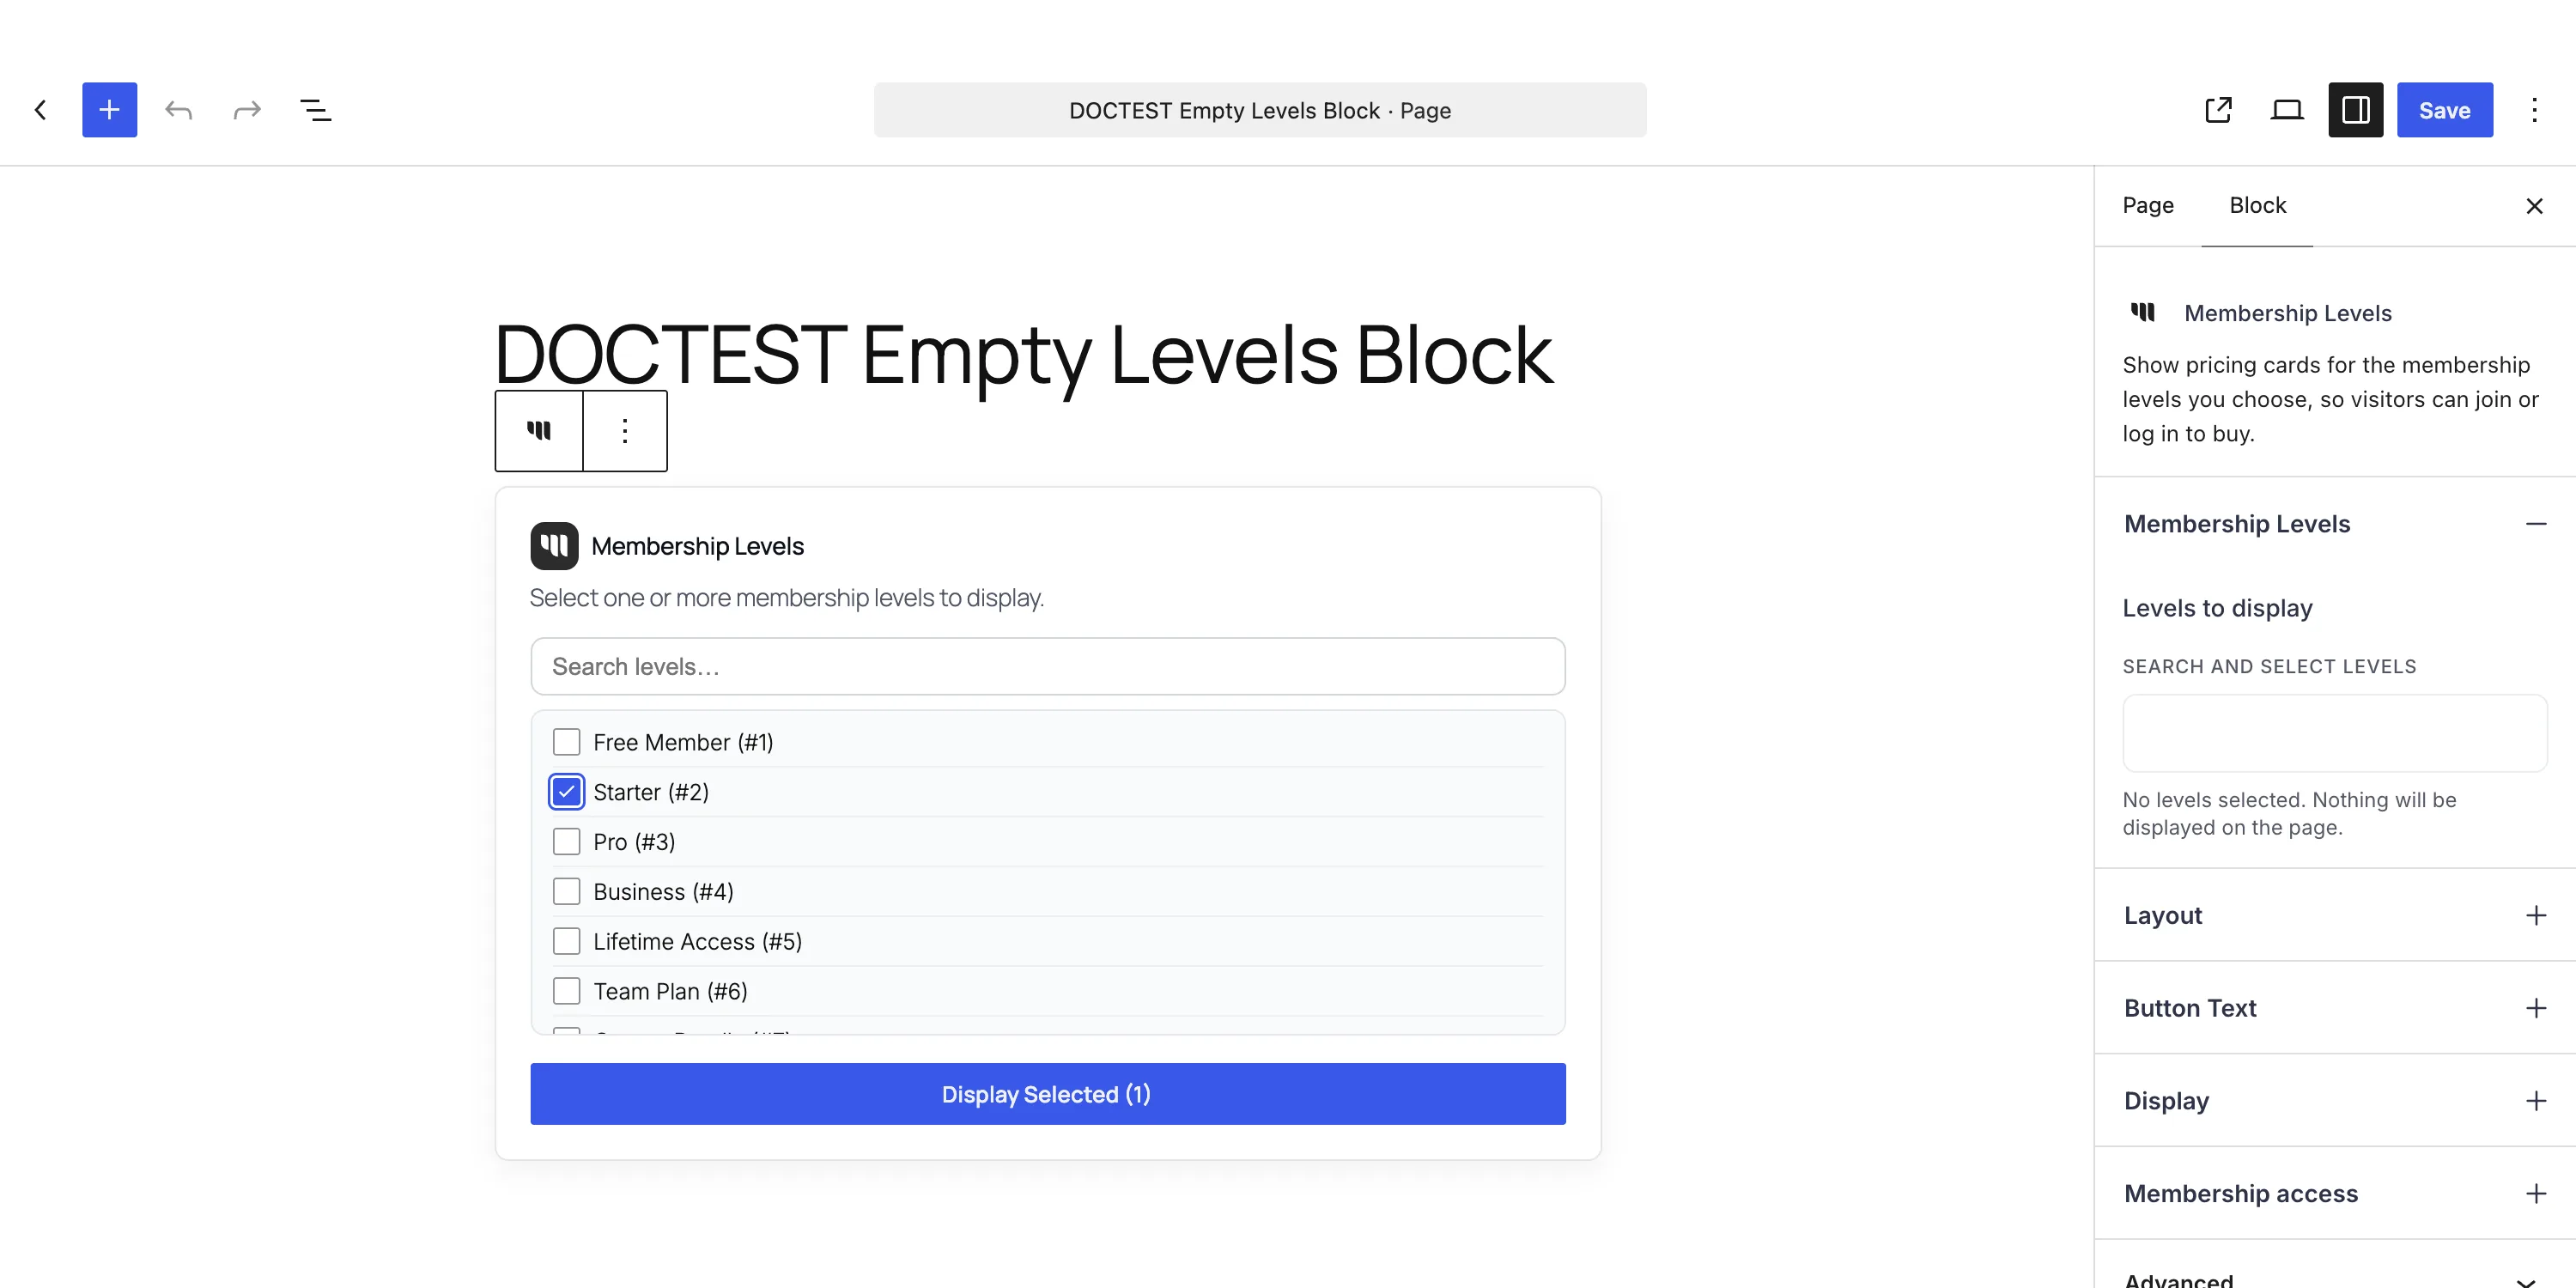 DOCTEST Empty Levels Block · Page
Save
Page
Block
DOCTEST Empty Levels Block
Membership Levels
Select one or more membership levels to display.
Search levels...
Free Member (#1)
Starter (#2)
Pro (#3)
Business (#4)
Lifetime Access (#5)
Team Plan (#6)
Display Selected (1)
Membership Levels
Show pricing cards for the membership
levels you choose, so visitors can join or
log in to buy.
Membership Levels
Levels to display
SEARCH AND SELECT LEVELS
No levels selected. Nothing will be
displayed on the page.
Layout
Button Text
Display
Membership access
Advanced